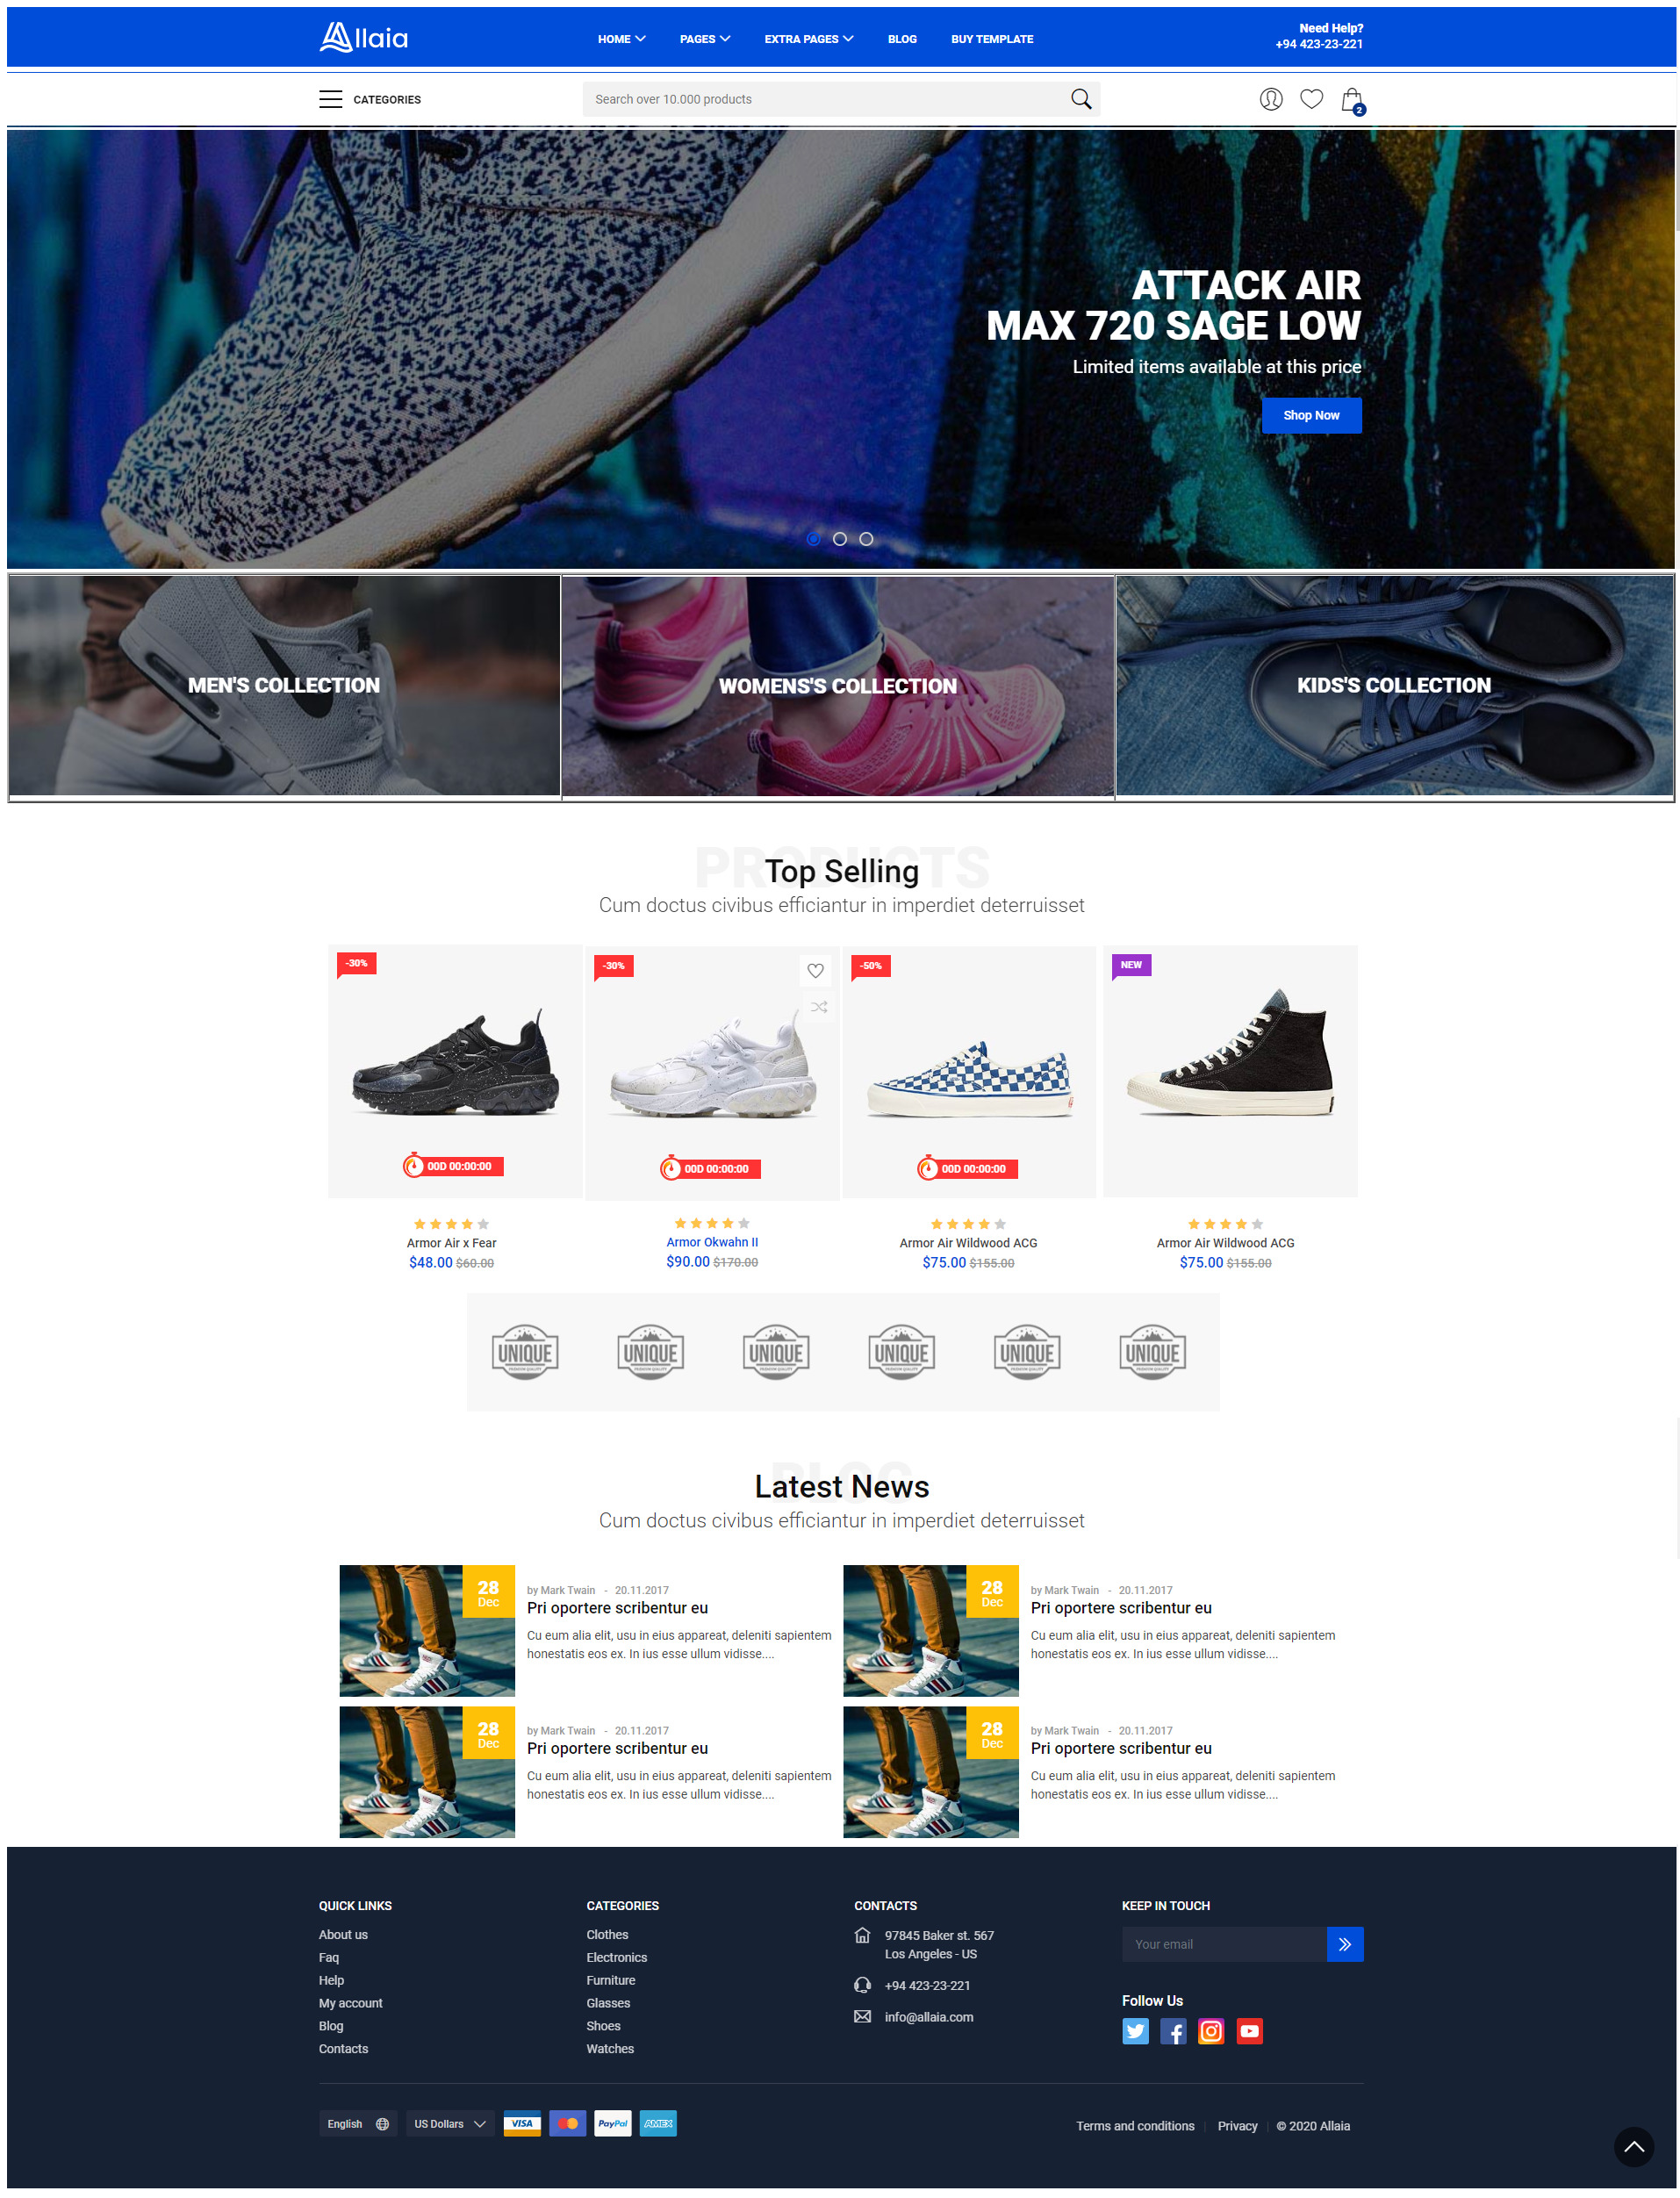 Allaia
HOME PAGES EXTRA PAGES BLOG BUY TEMPLATE
Need Help?
+94 423-23-221
CATEGORIES
Search over 10.000 products
2
ATTACK AIR
MAX 720 SAGE LOW
Limited items available at this price
Shop Now
MEN'S COLLECTION
WOMENS'S COLLECTION
KIDS'S COLLECTION
PRODUCTS
Top Selling
Cum doctus civibus efficiantur in imperdiet deterruisset
-30%
-30%
-50%
NEW
00D 00:00:00
00D 00:00:00
00D 00:00:00
Armor Air x Fear
$48.00 $60.00
Armor Okwahn II
$90.00 $170.00
Armor Air Wildwood ACG
$75.00 $155.00
Armor Air Wildwood ACG
$75.00 $155.00
UNIQUE
UNIQUE
UNIQUE
UNIQUE
UNIQUE
UNIQUE
BLOG
Latest News
Cum doctus civibus efficiantur in imperdiet deterruisset
28
Dec
by Mark Twain - 20.11.2017
Pri oportere scribentur eu
Cu eum alia elit, usu in eius appareat, deleniti sapientem
honestatis eos ex. In ius esse ullum vidisse....
28
Dec
by Mark Twain - 20.11.2017
Pri oportere scribentur eu
Cu eum alia elit, usu in eius appareat, deleniti sapientem
honestatis eos ex. In ius esse ullum vidisse....
28
Dec
by Mark Twain - 20.11.2017
Pri oportere scribentur eu
Cu eum alia elit, usu in eius appareat, deleniti sapientem
honestatis eos ex. In ius esse ullum vidisse....
28
Dec
by Mark Twain - 20.11.2017
Pri oportere scribentur eu
Cu eum alia elit, usu in eius appareat, deleniti sapientem
honestatis eos ex. In ius esse ullum vidisse....
QUICK LINKS
About us
Faq
Help
My account
Blog
Contacts
CATEGORIES
Clothes
Electronics
Furniture
Glasses
Shoes
Watches
CONTACTS
97845 Baker st. 567
Los Angeles - US
+94 423-23-221
info@allaia.com
KEEP IN TOUCH
Your email
Follow Us
English
US Dollars
VISA
PayPal
AMEX
Terms and conditions
Privacy
© 2020 Allaia